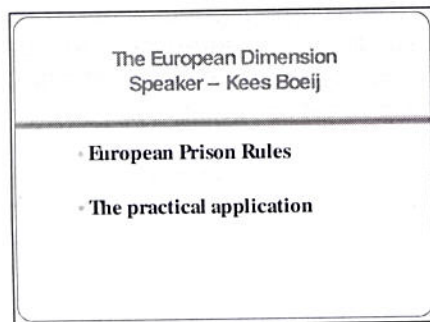 The European Dimension
Speaker – Kees Boeij
European Prison Rules
The practical application